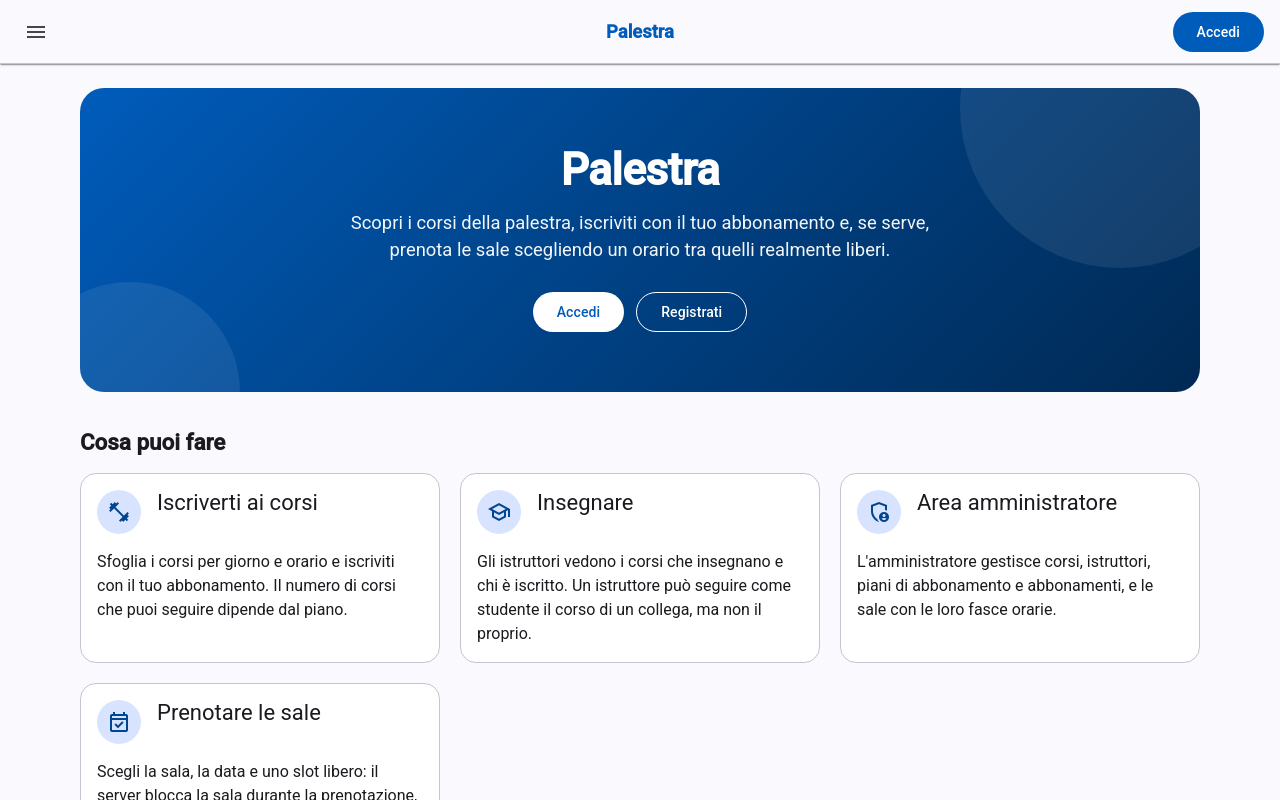 Palestra
Accedi
Palestra
Scopri i corsi della palestra, iscriviti con il tuo abbonamento e, se serve,
prenota le sale scegliendo un orario tra quelli realmente liberi.
Accedi
Registrati
Cosa puoi fare
Iscriverti ai corsi
Sfoglia i corsi per giorno e orario e iscriviti
con il tuo abbonamento. Il numero di corsi
che puoi seguire dipende dal piano.
Insegnare
Gli istruttori vedono i corsi che insegnano e
chi è iscritto. Un istruttore può seguire come
studente il corso di un collega, ma non il
proprio.
Area amministratore
L'amministratore gestisce corsi, istruttori,
piani di abbonamento e abbonamenti, e le
sale con le loro fasce orarie.
Prenotare le sale
Scegli la sala, la data e uno slot libero: il
server blocca la sala durante la prenotazione,